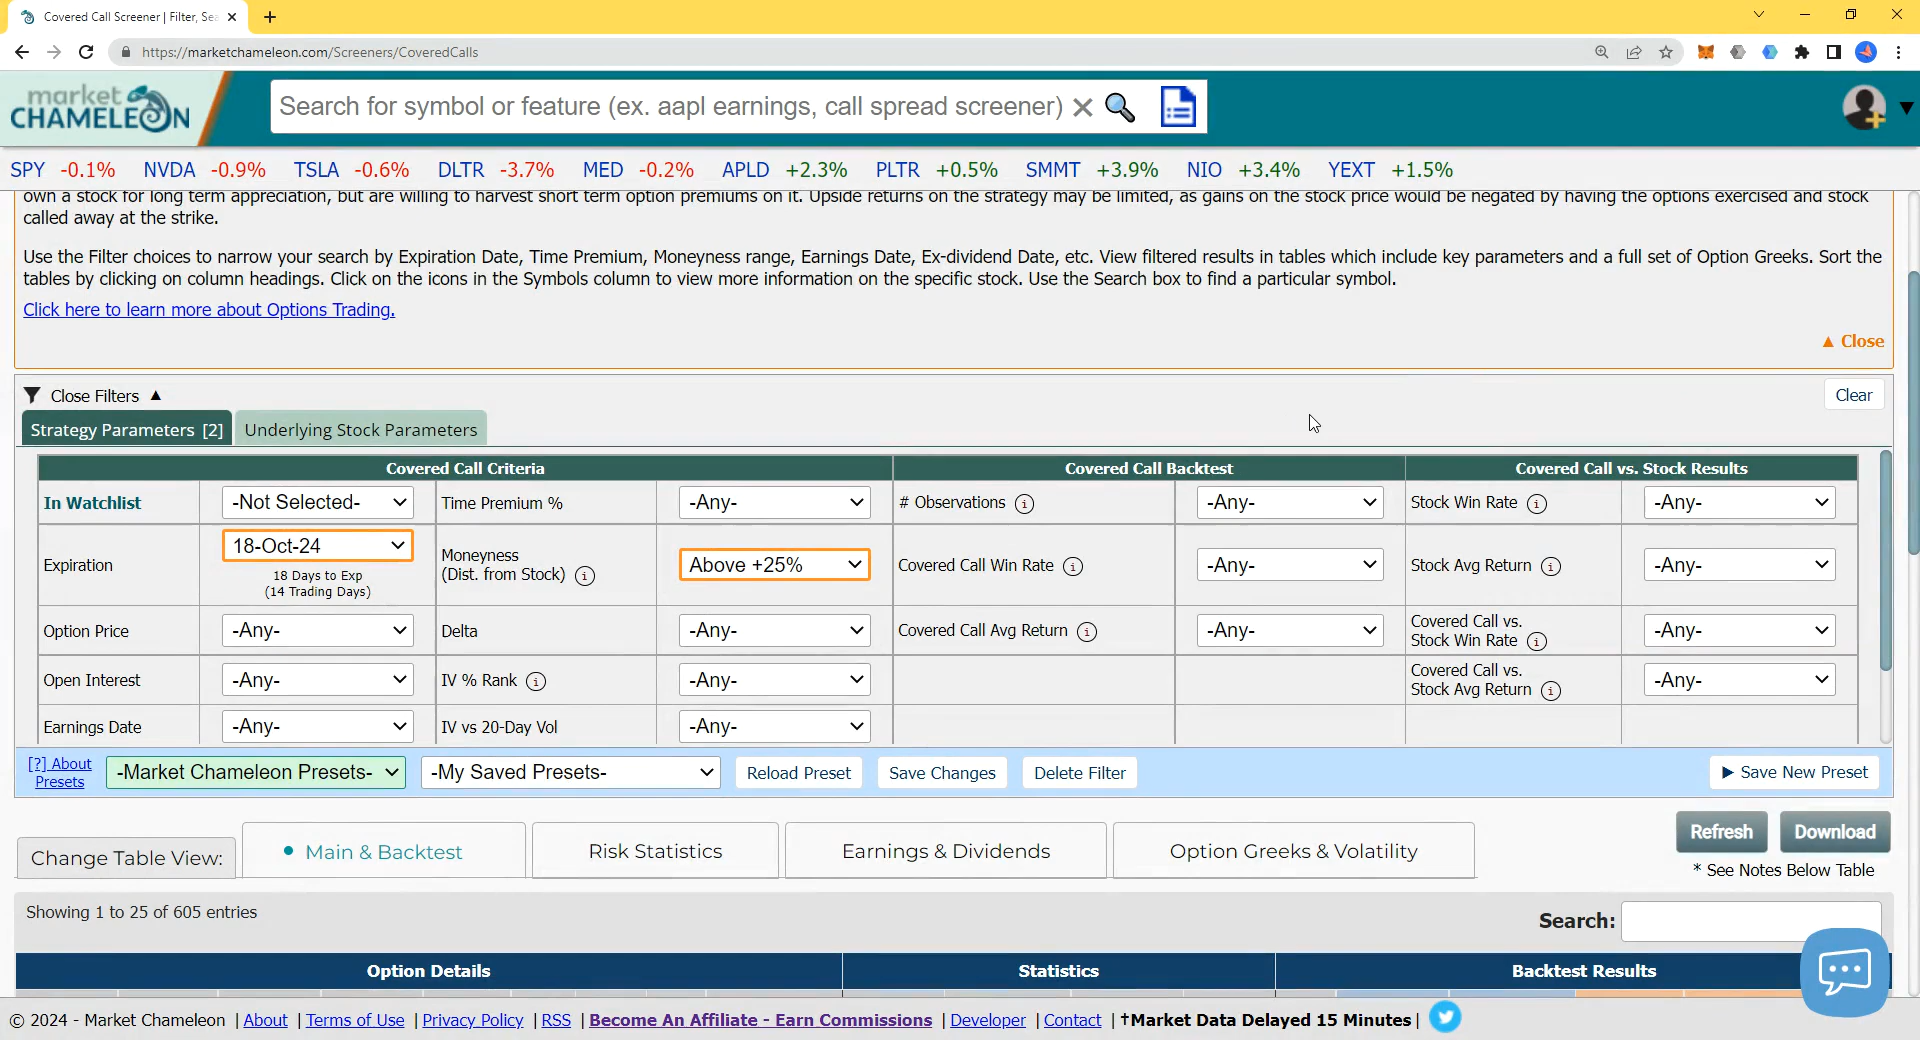 Covered Call Screener | Filter, Sea
https://marketchameleon.com/Screeners/CoveredCalls
market
CHAMELEON
Search for symbol or feature (ex. aapl earnings, call spread screener)
SPY -0.1% NVDA -0.9% TSLA -0.6% DLTR -3.7% MED -0.2% APLD +2.3% PLTR +0.5% SMMT +3.9% NIO +3.4% YEXT +1.5%
own a stock for long term appreciation, but are willing to harvest short term option premiums on it. Upside returns on the strategy may be limited, as gains on the stock price would be negated by having the options exercised and stock
called away at the strike.
Use the Filter choices to narrow your search by Expiration Date, Time Premium, Moneyness range, Earnings Date, Ex-dividend Date, etc. View filtered results in tables which include key parameters and a full set of Option Greeks. Sort the
tables by clicking on column headings. Click on the icons in the Symbols column to view more information on the specific stock. Use the Search box to find a particular symbol.
Click here to learn more about Options Trading.
▲ Close
Close Filters ▲ Clear
Strategy Parameters [2] Underlying Stock Parameters
Covered Call Criteria Covered Call Backtest Covered Call vs. Stock Results
In Watchlist -Not Selected- Time Premium % -Any- # Observations i -Any- Stock Win Rate i -Any-
Expiration 18-Oct-24 Moneyness (Dist. from Stock) i Above +25% Covered Call Win Rate i -Any- Stock Avg Return i -Any-
18 Days to Exp
(14 Trading Days)
Option Price -Any- Delta -Any- Covered Call Avg Return i -Any- Covered Call vs. Stock Win Rate i -Any-
Open Interest -Any- IV % Rank i -Any- Covered Call vs. Stock Avg Return i -Any-
Earnings Date -Any- IV vs 20-Day Vol -Any-
[?] About Presets -Market Chameleon Presets- -My Saved Presets- Reload Preset Save Changes Delete Filter ▶ Save New Preset
Change Table View: • Main & Backtest Risk Statistics Earnings & Dividends Option Greeks & Volatility Refresh Download
* See Notes Below Table
Showing 1 to 25 of 605 entries
Search:
Option Details Statistics Backtest Results
© 2024 - Market Chameleon | About | Terms of Use | Privacy Policy | RSS | Become An Affiliate - Earn Commissions | Developer | Contact | †Market Data Delayed 15 Minutes |